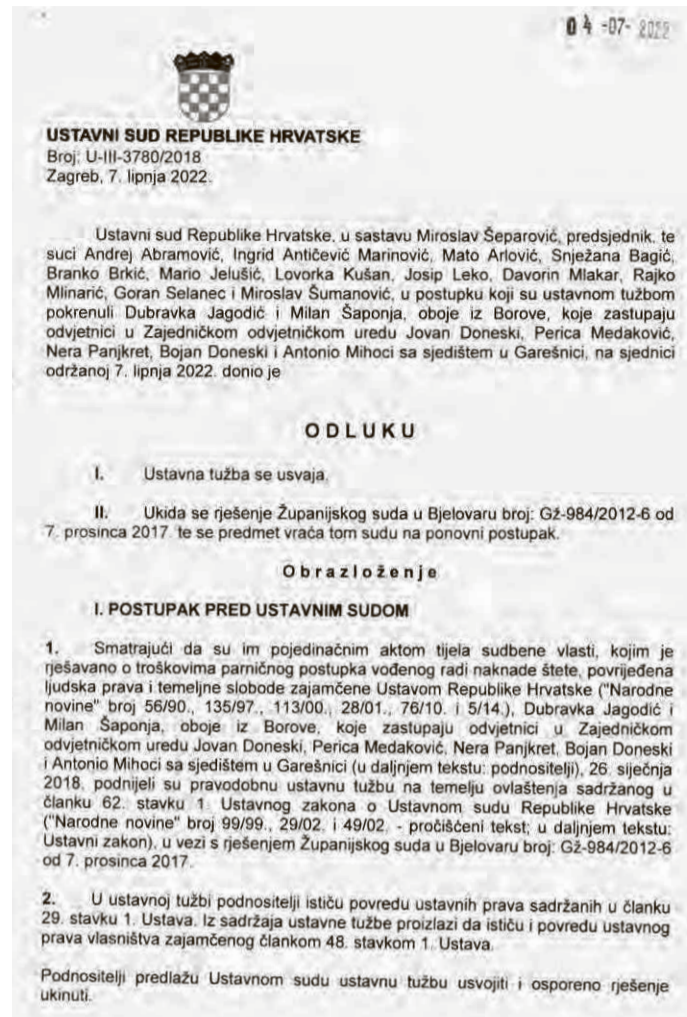 04 -07- 2022
USTAVNI SUD REPUBLIKE HRVATSKE
Broj: U-III-3780/2018
Zagreb, 7. lipnja 2022.
Ustavni sud Republike Hrvatske, u sastavu Miroslav Šeparović, predsjednik, te
suci Andrej Abramović, Ingrid Antičević Marinović, Mato Arlović, Snježana Bagić,
Branko Brkić, Mario Jelušić, Lovorka Kušan, Josip Leko, Davorin Mlakar, Rajko
Mlinarić, Goran Selanec i Miroslav Šumanović, u postupku koji su ustavnom tužbom
pokrenuli Dubravka Jagodić i Milan Šaponja, oboje iz Borove, koje zastupaju
odvjetnici u Zajedničkom odvjetničkom uredu Jovan Doneski, Perica Medaković,
Nera Panjkret, Bojan Doneski i Antonio Mihoci sa sjedištem u Garešnici, na sjednici
održanoj 7. lipnja 2022. donio je
O D L U K U
I. Ustavna tužba se usvaja.
II. Ukida se rješenje Županijskog suda u Bjelovaru broj: Gž-984/2012-6 od
7. prosinca 2017. te se predmet vraća tom sudu na ponovni postupak.
O b r a z l o ž e nj e
I. POSTUPAK PRED USTAVNIM SUDOM
1. Smatrajući da su im pojedinačnim aktom tijela sudbene vlasti, kojim je
rješavano o troškovima parničnog postupka vođenog radi naknade štete, povrijeđena
ljudska prava i temeljne slobode zajamčene Ustavom Republike Hrvatske ("Narodne
novine" broj 56/90., 135/97., 113/00., 28/01., 76/10. i 5/14.), Dubravka Jagodić i
Milan Šaponja, oboje iz Borove, koje zastupaju odvjetnici u Zajedničkom
odvjetničkom uredu Jovan Doneski, Perica Medaković, Nera Panjkret, Bojan Doneski
i Antonio Mihoci sa sjedištem u Garešnici (u daljnjem tekstu: podnositelji), 26. siječnja
2018. podnijeli su pravodobnu ustavnu tužbu na temelju ovlaštenja sadržanog u
članku 62. stavku 1. Ustavnog zakona o Ustavnom sudu Republike Hrvatske
("Narodne novine" broj 99/99., 29/02. i 49/02. - pročišćeni tekst; u daljnjem tekstu:
Ustavni zakon), u vezi s rješenjem Županijskog suda u Bjelovaru broj: Gž-984/2012-6
od 7. prosinca 2017.
2. U ustavnoj tužbi podnositelji ističu povredu ustavnih prava sadržanih u članku
29. stavku 1. Ustava. Iz sadržaja ustavne tužbe proizlazi da ističu i povredu ustavnog
prava vlasništva zajamčenog člankom 48. stavkom 1. Ustava.
Podnositelji predlažu Ustavnom sudu ustavnu tužbu usvojiti i osporeno rješenje
ukinuti.